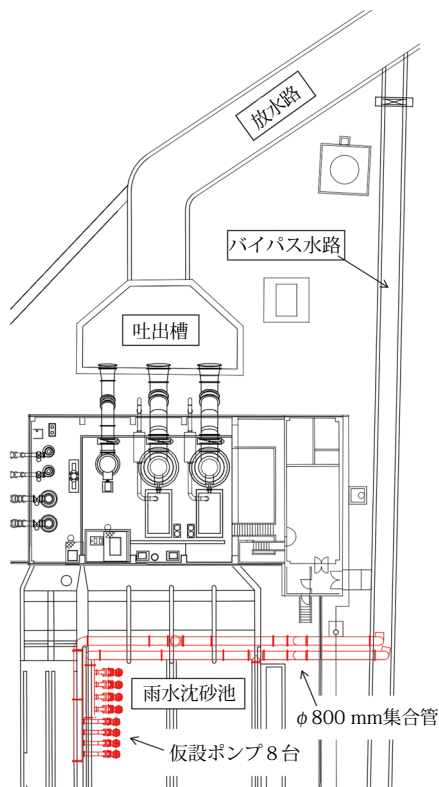 放水路
バイパス水路
吐出槽
雨水沈砂池
φ800 mm集合管
仮設ポンプ8台